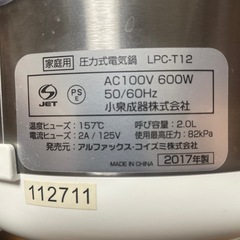 家庭用 圧力式電気鍋 LPC-T12
S JET
PS E
AC100V 600W
50/60Hz
小泉成器株式会社
温度ヒューズ：157℃ 呼び容量：2.0L
電流ヒューズ：2A / 125V 使用最高圧力：82kPa
発売元：アルファックス・コイズミ株式会社
MADE IN CHINA 2017年製
112711